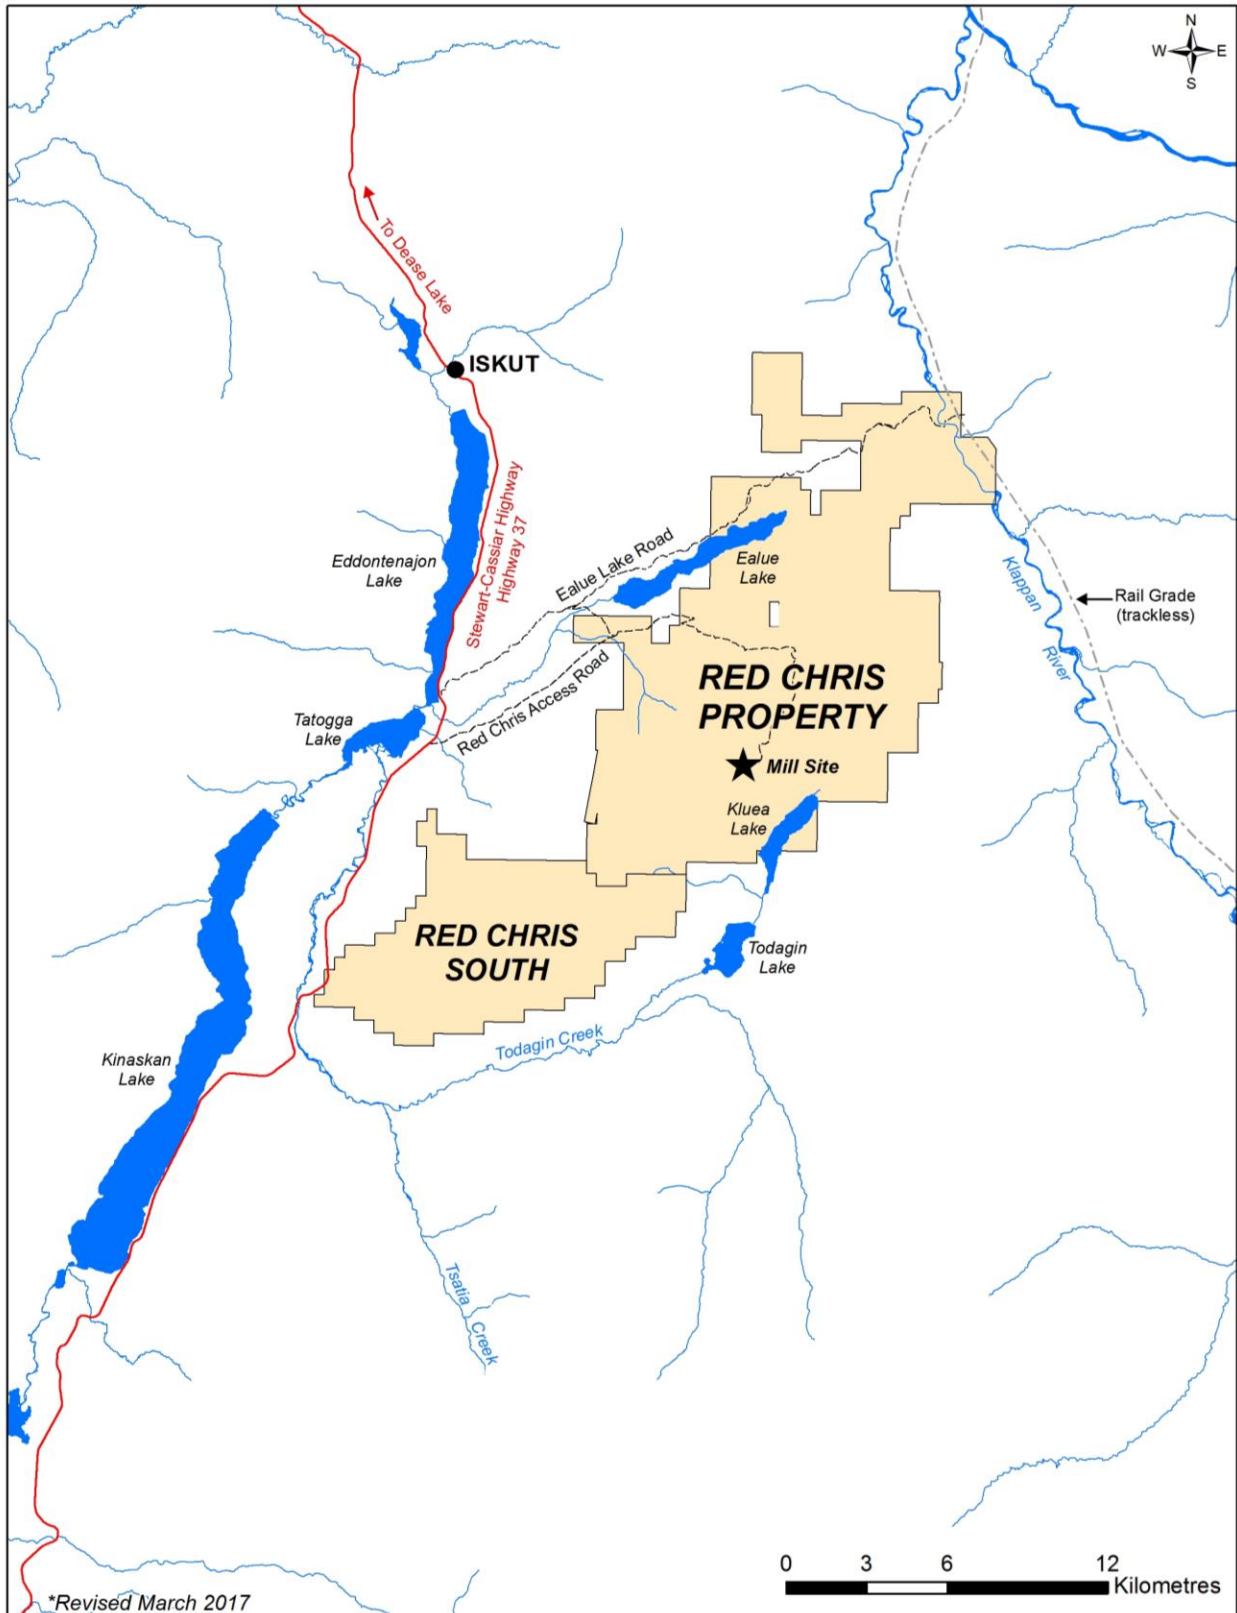 N
W E
S
To Dease Lake
ISKUT
Stewart-Cassiar Highway
Highway 37
Eddontenajon
Lake
Ealue Lake Road
Ealue
Lake
Klappan
River
Rail Grade
(trackless)
RED CHRIS
PROPERTY
Red Chris Access Road
Tatogga
Lake
Mill Site
Kluea
Lake
RED CHRIS
SOUTH
Todagin
Lake
Todagin Creek
Kinaskan
Lake
Tsatia Creek
0 3 6 12
Kilometres
*Revised March 2017